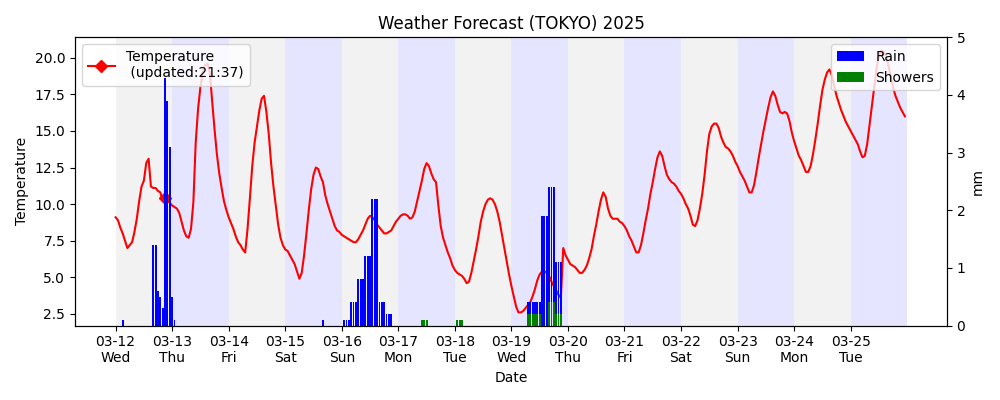 Weather Forecast (TOKYO) 2025
Temperature
(updated:21:37)
Rain
Showers
Temperature
20.0
17.5
15.0
12.5
10.0
7.5
5.0
2.5
5
4
3
2
1
0
mm
03-12 03-13 03-14 03-15 03-16 03-17 03-18 03-19 03-20 03-21 03-22 03-23 03-24 03-25
Wed Thu Fri Sat Sun Mon Tue Wed Thu Fri Sat Sun Mon Tue
Date